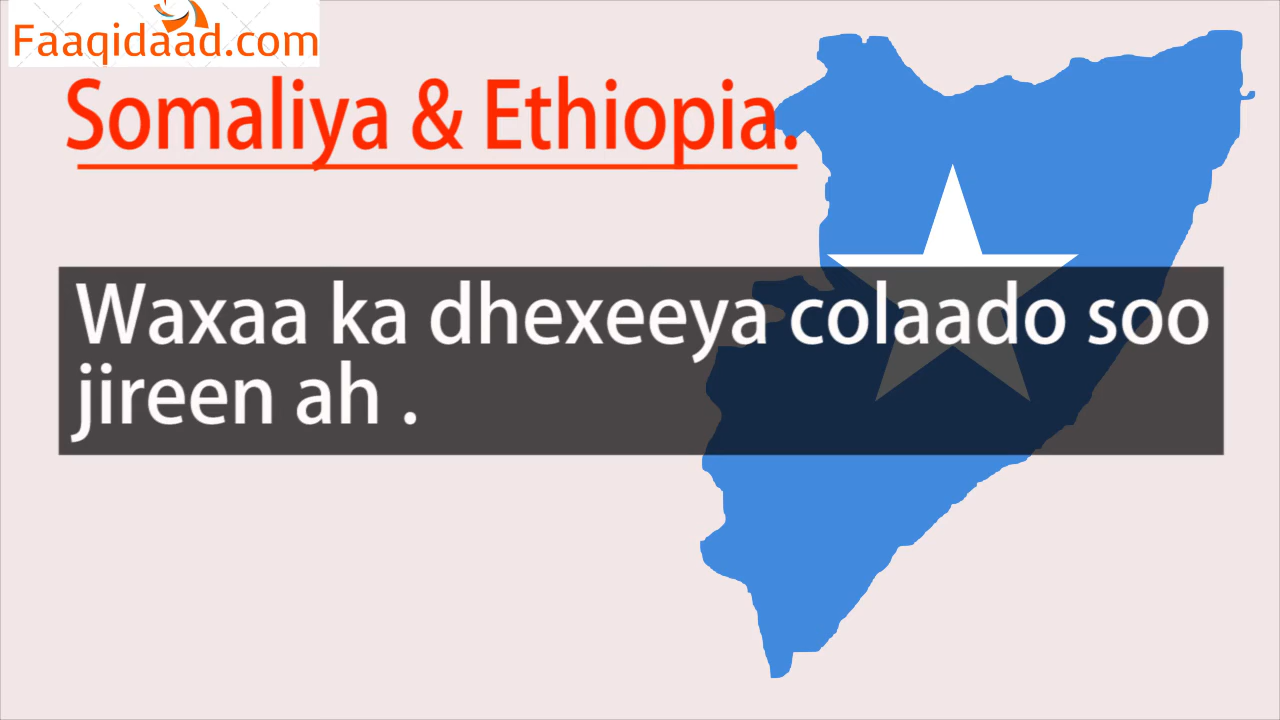 Faaqidaad.com
Somaliya & Ethiopia.
Waxaa ka dhexeeya colaado soo
jireen ah .